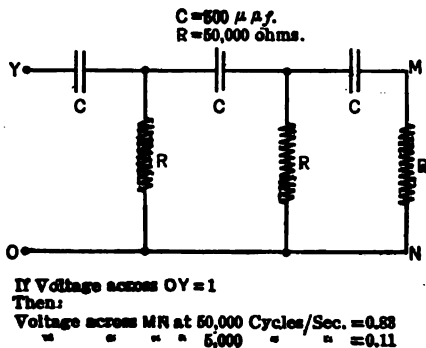 C=500 μμf.
R=50,000 ohms.
Y C C C M
R R R
O N
If Voltage across OY=1
Then:
Voltage across MN at 50,000 Cycles/Sec.=0.83
" " " " 5,000 " " =0.11